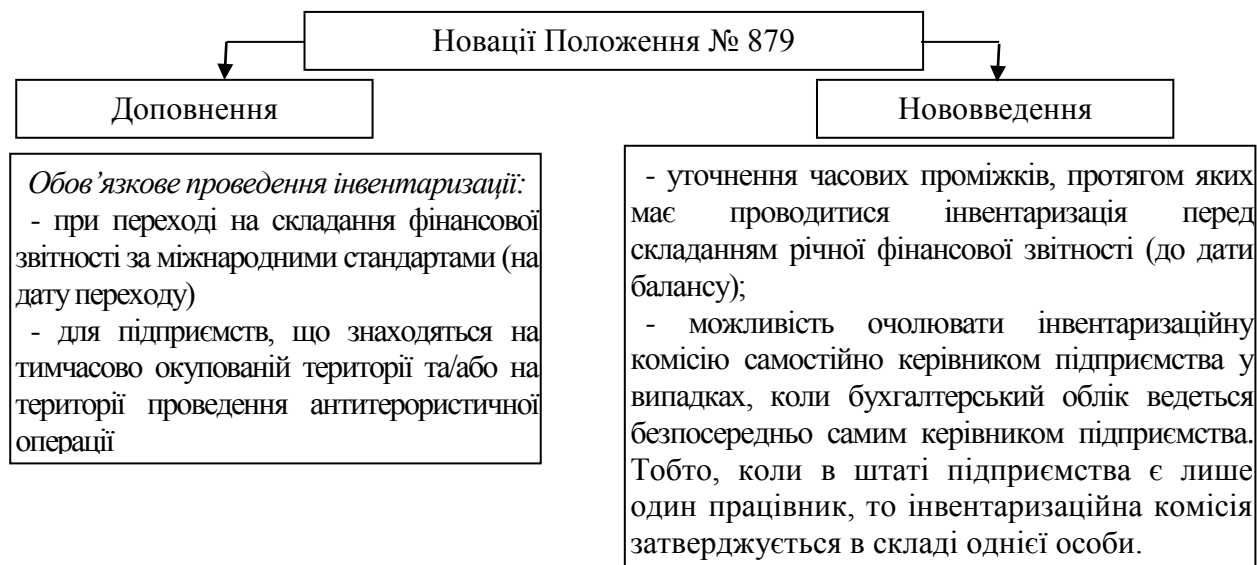 Новації Положення № 879
Доповнення
Нововведення
Обов’язкове проведення інвентаризації:
- при переході на складання фінансової
звітності за міжнародними стандартами (на
дату переходу)
- для підприємств, що знаходяться на
тимчасово окупованій території та/або на
території проведення антитерористичної
операції
- уточнення часових проміжків, протягом яких
має проводитися інвентаризація перед
складанням річної фінансової звітності (до дати
балансу);
- можливість очолювати інвентаризаційну
комісію самостійно керівником підприємства у
випадках, коли бухгалтерський облік ведеться
безпосередньо самим керівником підприємства.
Тобто, коли в штаті підприємства є лише
один працівник, то інвентаризаційна комісія
затверджується в складі однієї особи.